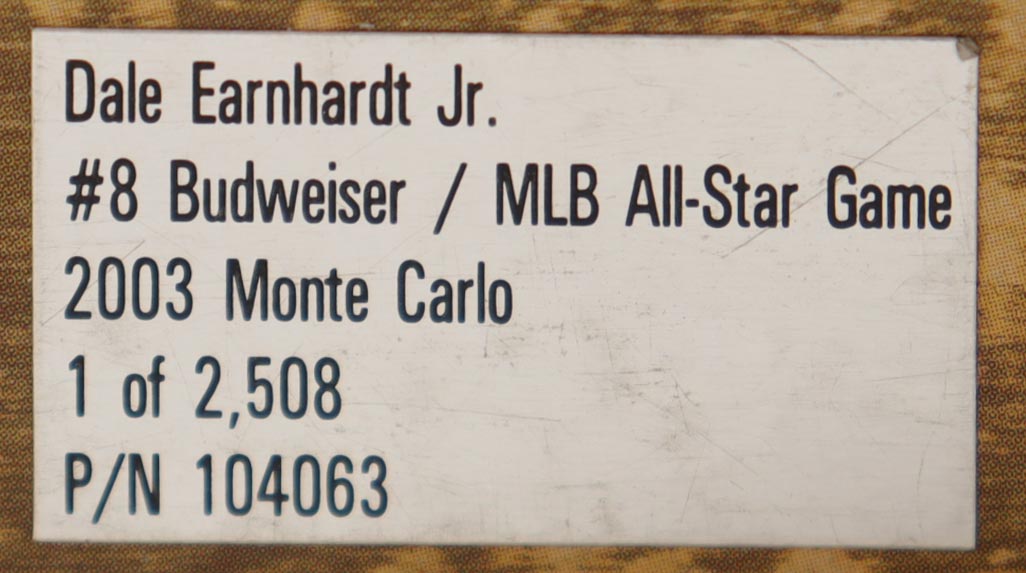 Dale Earnhardt Jr.
#8 Budweiser / MLB All-Star Game
2003 Monte Carlo
1 of 2,508
P/N 104063